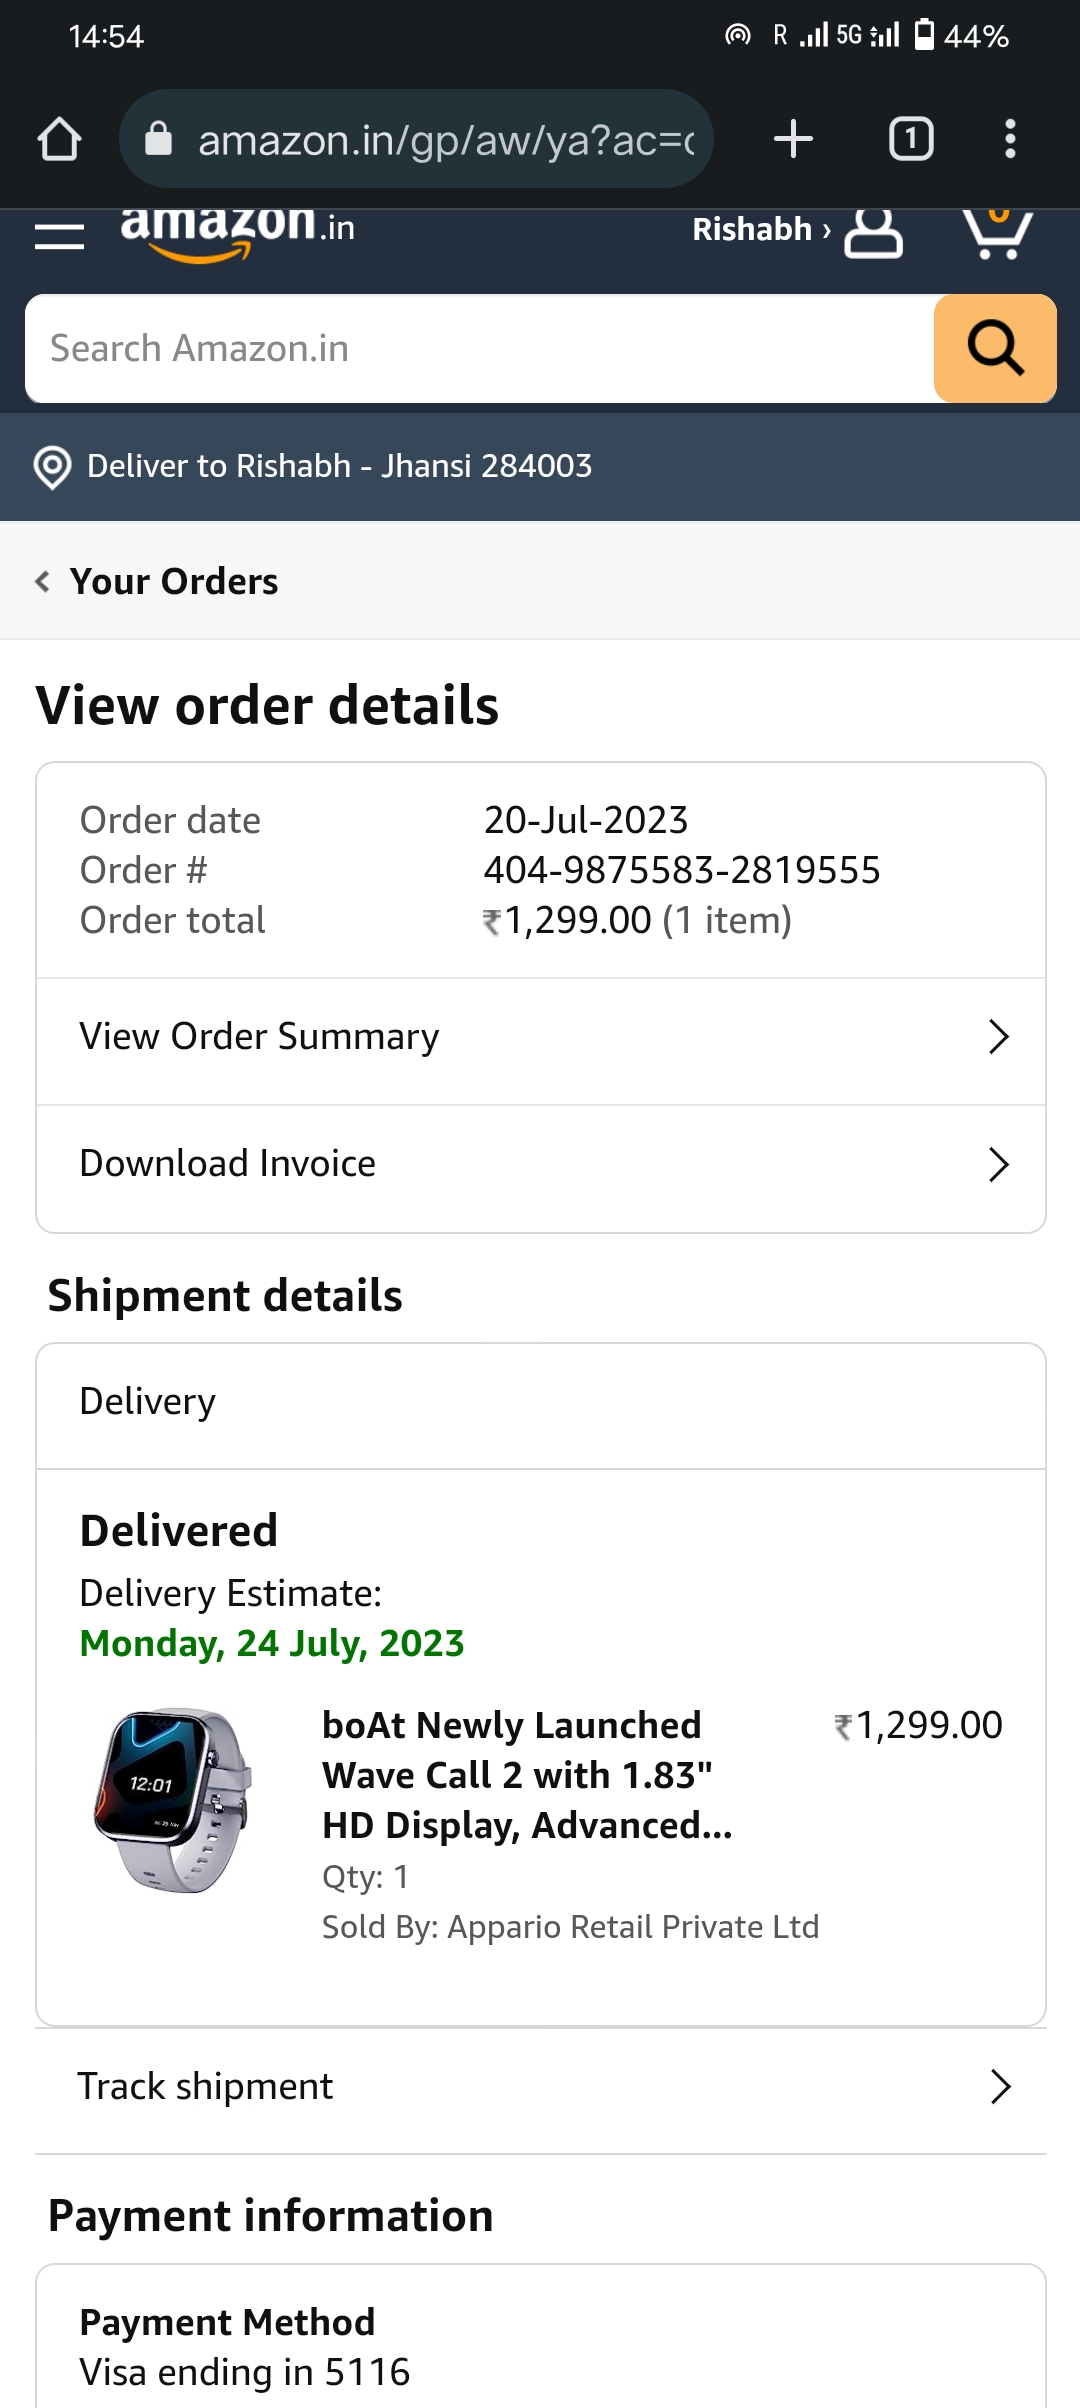 14:54
R 5G 44%
amazon.in/gp/aw/ya?ac=
1
amazon.in
Rishabh ›
0
Search Amazon.in
Deliver to Rishabh - Jhansi 284003
Your Orders
View order details
Order date 20-Jul-2023
Order # 404-9875583-2819555
Order total ₹1,299.00 (1 item)
View Order Summary
Download Invoice
Shipment details
Delivery
Delivered
Delivery Estimate:
Monday, 24 July, 2023
12:01
boAt Newly Launched ₹1,299.00
Wave Call 2 with 1.83"
HD Display, Advanced...
Qty: 1
Sold By: Appario Retail Private Ltd
Track shipment
Payment information
Payment Method
Visa ending in 5116